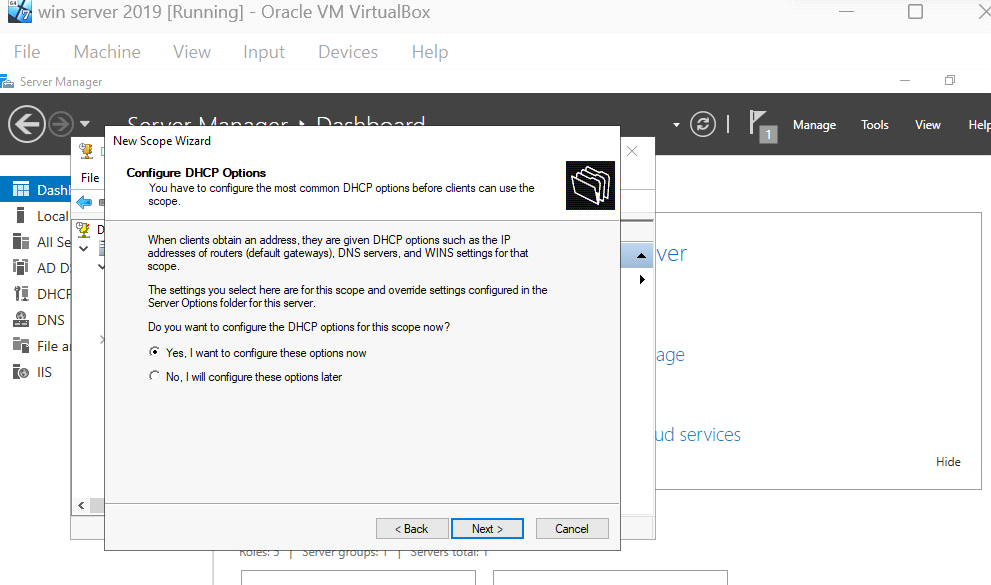 win server 2019 [Running] - Oracle VM VirtualBox
File Machine View Input Devices Help
Server Manager
Server Manager Dashboard
1 Manage Tools View Help
New Scope Wizard
Configure DHCP Options
You have to configure the most common DHCP options before clients can use the
scope.
File
Dashb
Local
All Se
AD D
DHCP
DNS
File a
IIS
When clients obtain an address, they are given DHCP options such as the IP
addresses of routers (default gateways), DNS servers, and WINS settings for that
scope.
The settings you select here are for this scope and override settings configured in the
Server Options folder for this server.
Do you want to configure the DHCP options for this scope now?
Yes, I want to configure these options now
No, I will configure these options later
ver
age
ud services
Hide
< Back Next > Cancel
Roles: 5 | Server groups: 1 | Servers total: 1